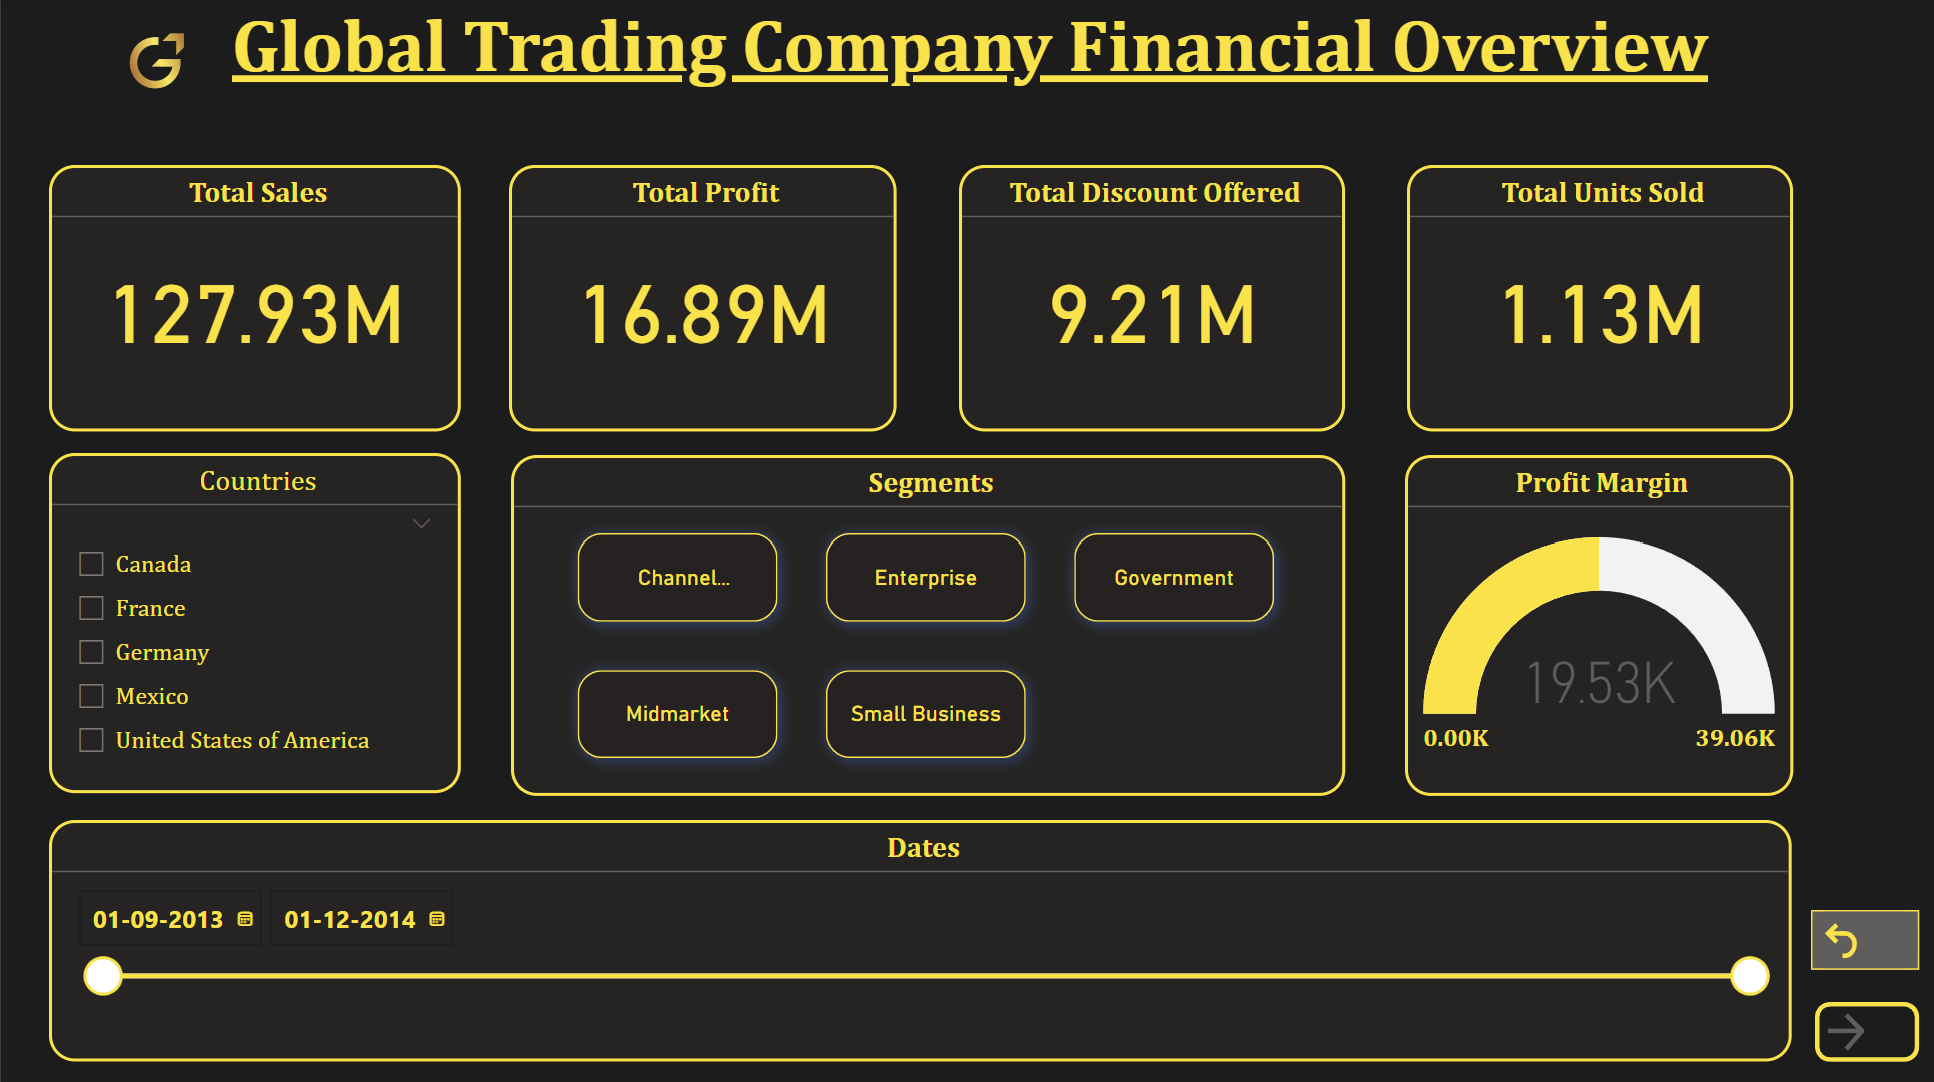 Global Trading Company Financial Overview
Total Sales
127.93M
Total Profit
16.89M
Total Discount Offered
9.21M
Total Units Sold
1.13M
Countries
Canada
France
Germany
Mexico
United States of America
Segments
Channel...
Enterprise
Government
Midmarket
Small Business
Profit Margin
19.53K
0.00K
39.06K
Dates
01-09-2013
01-12-2014